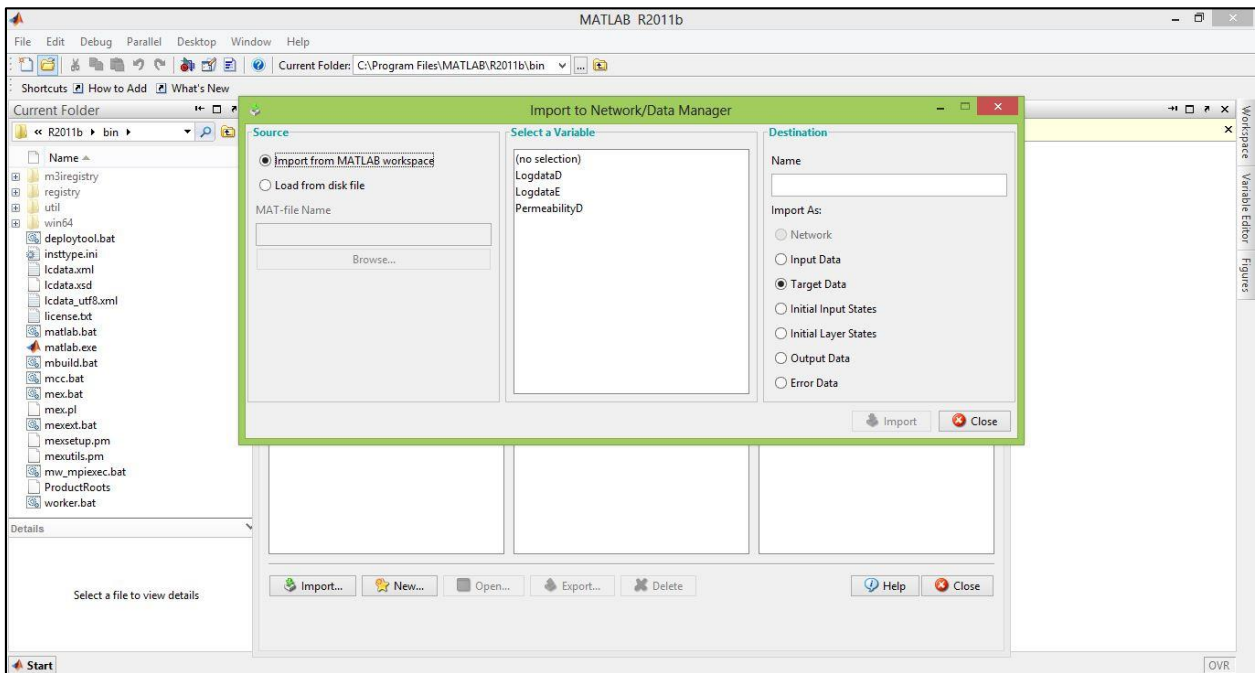 MATLAB R2011b
File Edit Debug Parallel Desktop Window Help
Current Folder: C:\Program Files\MATLAB\R2011b\bin ...
Shortcuts How to Add What's New
Current Folder
« R2011b bin
Name
m3iregistry
registry
util
win64
deploytool.bat
insttype.ini
lcdata.xml
lcdata.xsd
lcdata_utf8.xml
license.txt
matlab.bat
matlab.exe
mbuild.bat
mcc.bat
mex.bat
mex.pl
mexext.bat
mexsetup.pm
mexutils.pm
mw_mpiexec.bat
ProductRoots
worker.bat
Details
Select a file to view details
Start
Import to Network/Data Manager
Source
Import from MATLAB workspace
Load from disk file
MAT-file Name
Browse...
Select a Variable
(no selection)
LogdataD
LogdataE
PermeabilityD
Destination
Name
Import As:
Network
Input Data
Target Data
Initial Input States
Initial Layer States
Output Data
Error Data
Import Close
Import... New... Open... Export... Delete Help Close
Workspace
Variable Editor
Figures
OVR